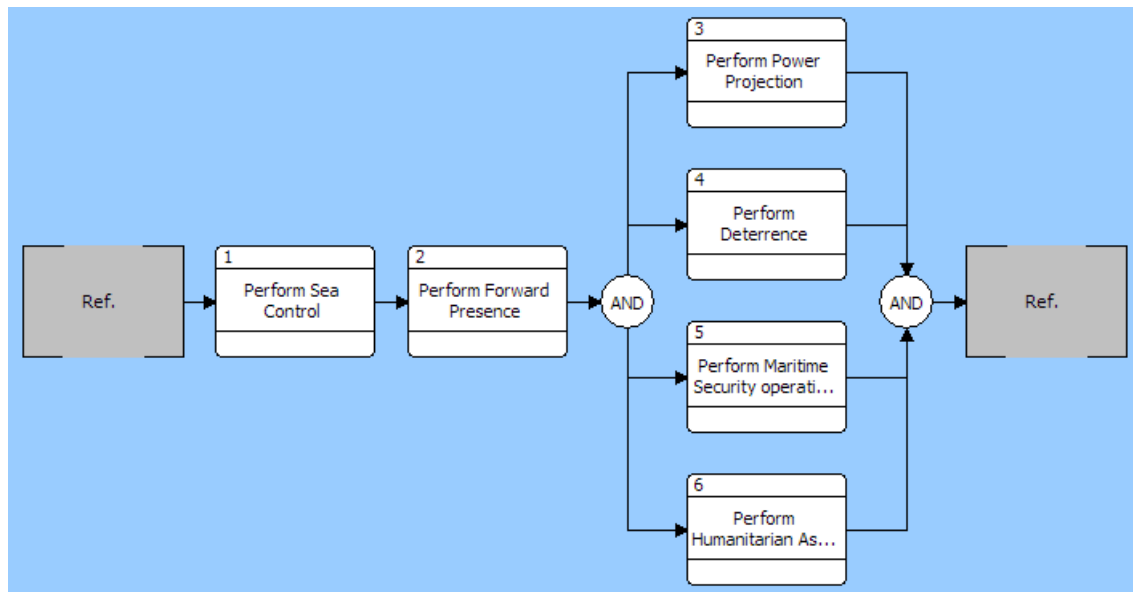 Ref.
1
Perform Sea
Control
2
Perform Forward
Presence
AND
3
Perform Power
Projection
4
Perform
Deterrence
5
Perform Maritime
Security operati...
6
Perform
Humanitarian As...
AND
Ref.